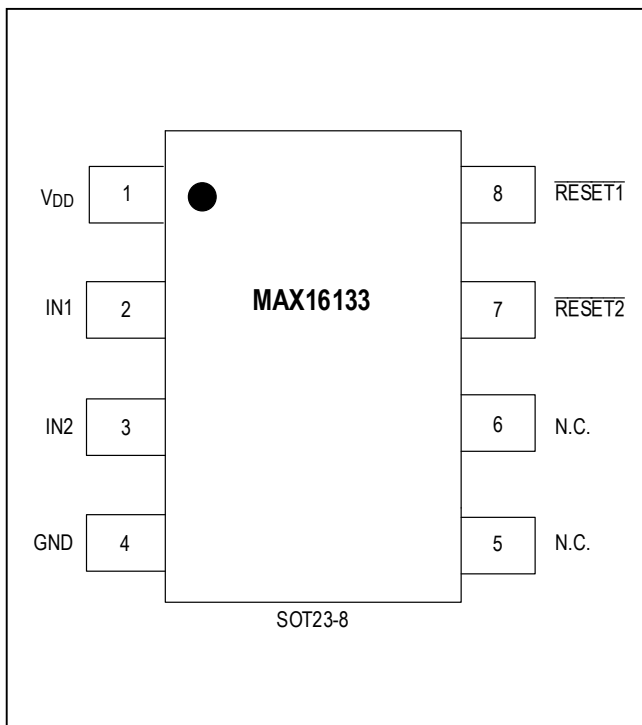 VDD 1 8 RESET1
IN1 2 MAX16133 7 RESET2
IN2 3 6 N.C.
GND 4 5 N.C.
SOT23-8